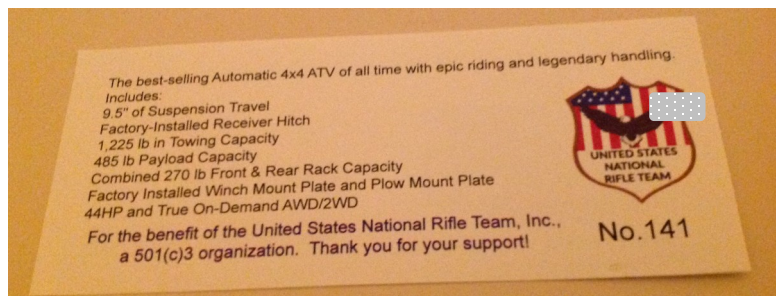 The best-selling Automatic 4x4 ATV of all time with epic riding and legendary handling.
Includes:
9.5" of Suspension Travel
Factory-Installed Receiver Hitch
1,225 lb in Towing Capacity
485 lb Payload Capacity
Combined 270 lb Front & Rear Rack Capacity
Factory Installed Winch Mount Plate and Plow Mount Plate
44HP and True On-Demand AWD/2WD
For the benefit of the United States National Rifle Team, Inc.,
a 501(c)3 organization. Thank you for your support!
UNITED STATES
NATIONAL
RIFLE TEAM
No.141